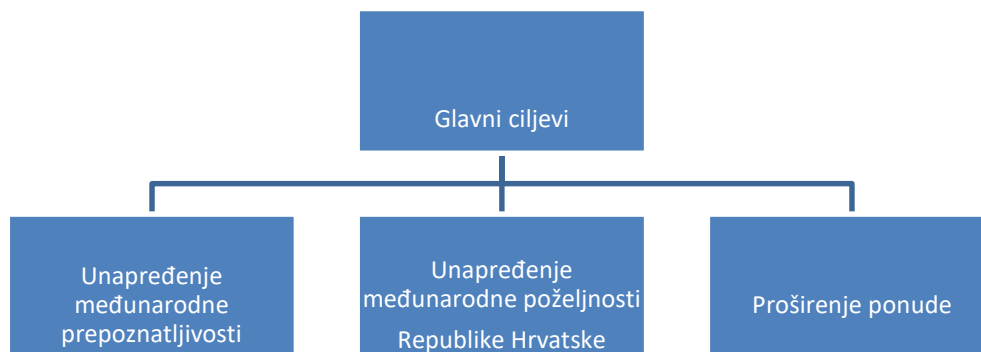 Glavni ciljevi
Unapređenje
međunarodne
prepoznatljivosti
Unapređenje
međunarodne poželjnosti
Republike Hrvatske
Proširenje ponude